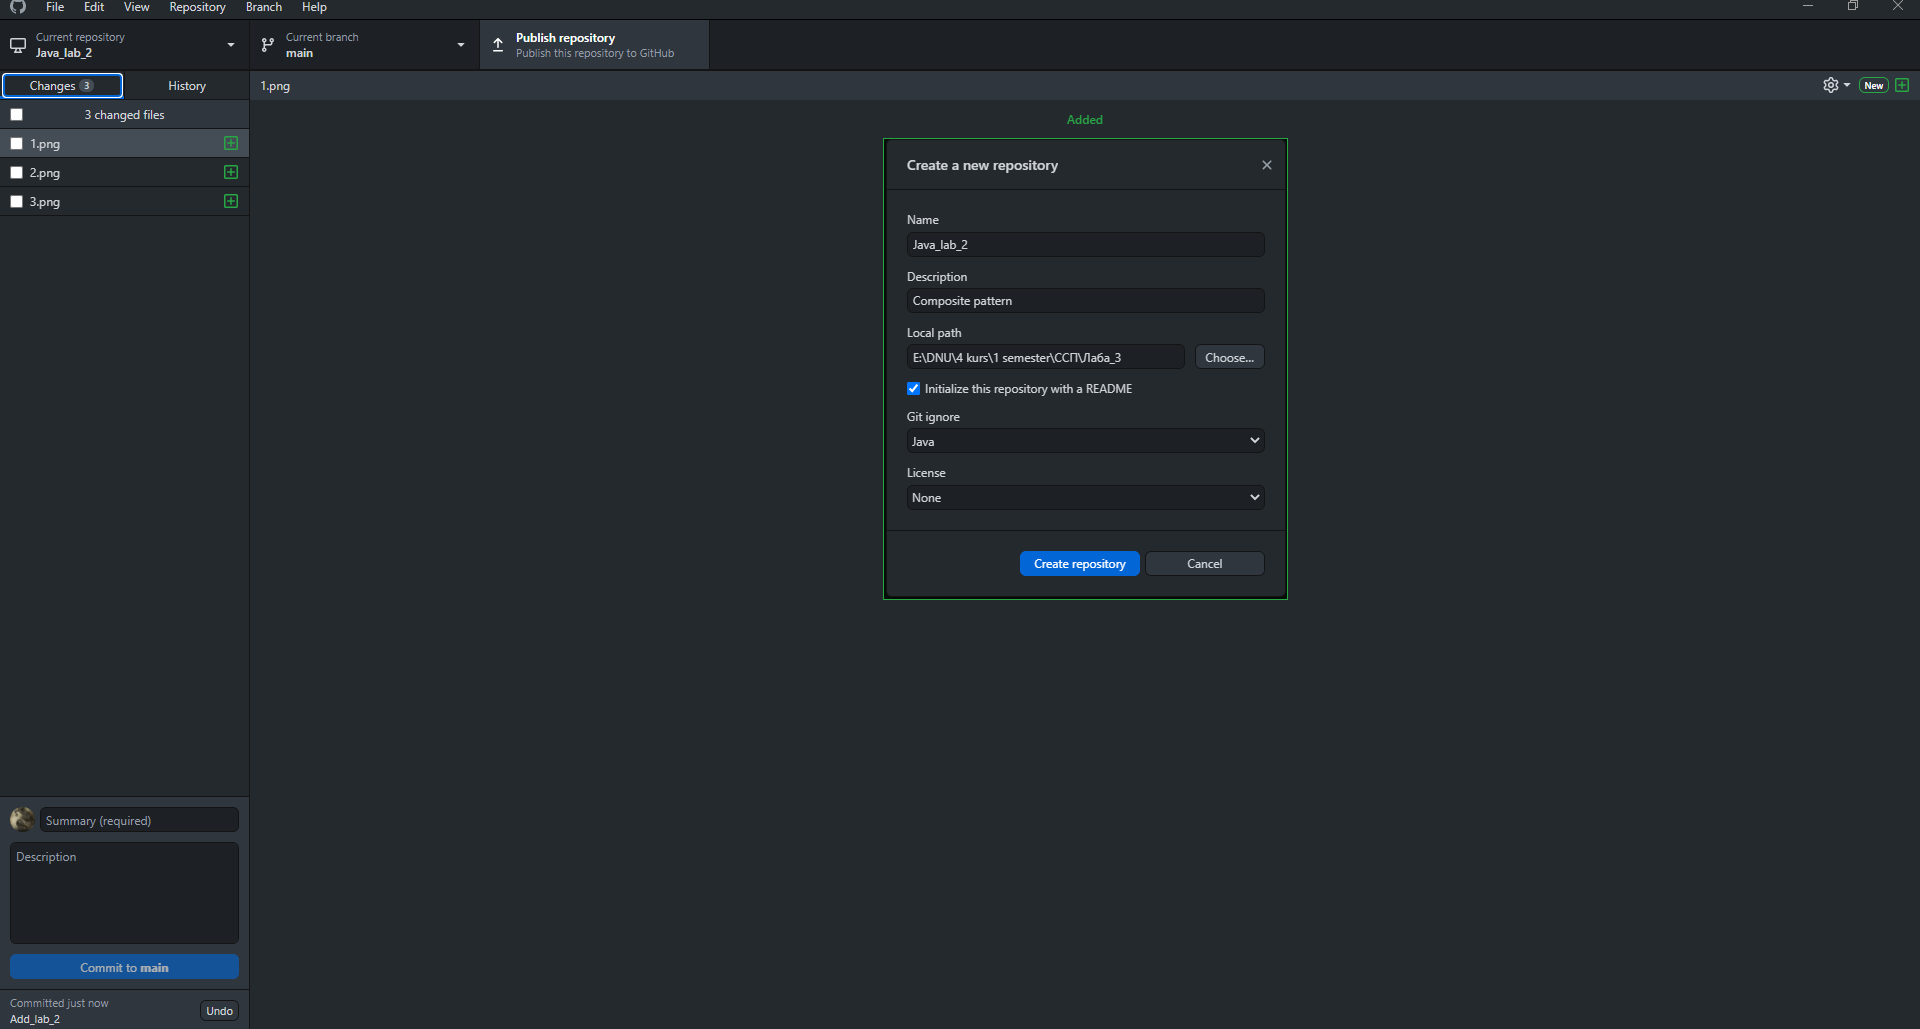 File Edit View Repository Branch Help
Current repository
Java_lab_2
Current branch
main
Publish repository
Publish this repository to GitHub
Changes 3
History
1.png
New
3 changed files
1.png
2.png
3.png
Added
Create a new repository
Name
Java_lab_2
Description
Composite pattern
Local path
E:\DNU\4 kurs\1 semester\ССП\Лаба_3
Choose...
Initialize this repository with a README
Git ignore
Java
License
None
Create repository
Cancel
Summary (required)
Description
Commit to main
Committed just now
Add_lab_2
Undo